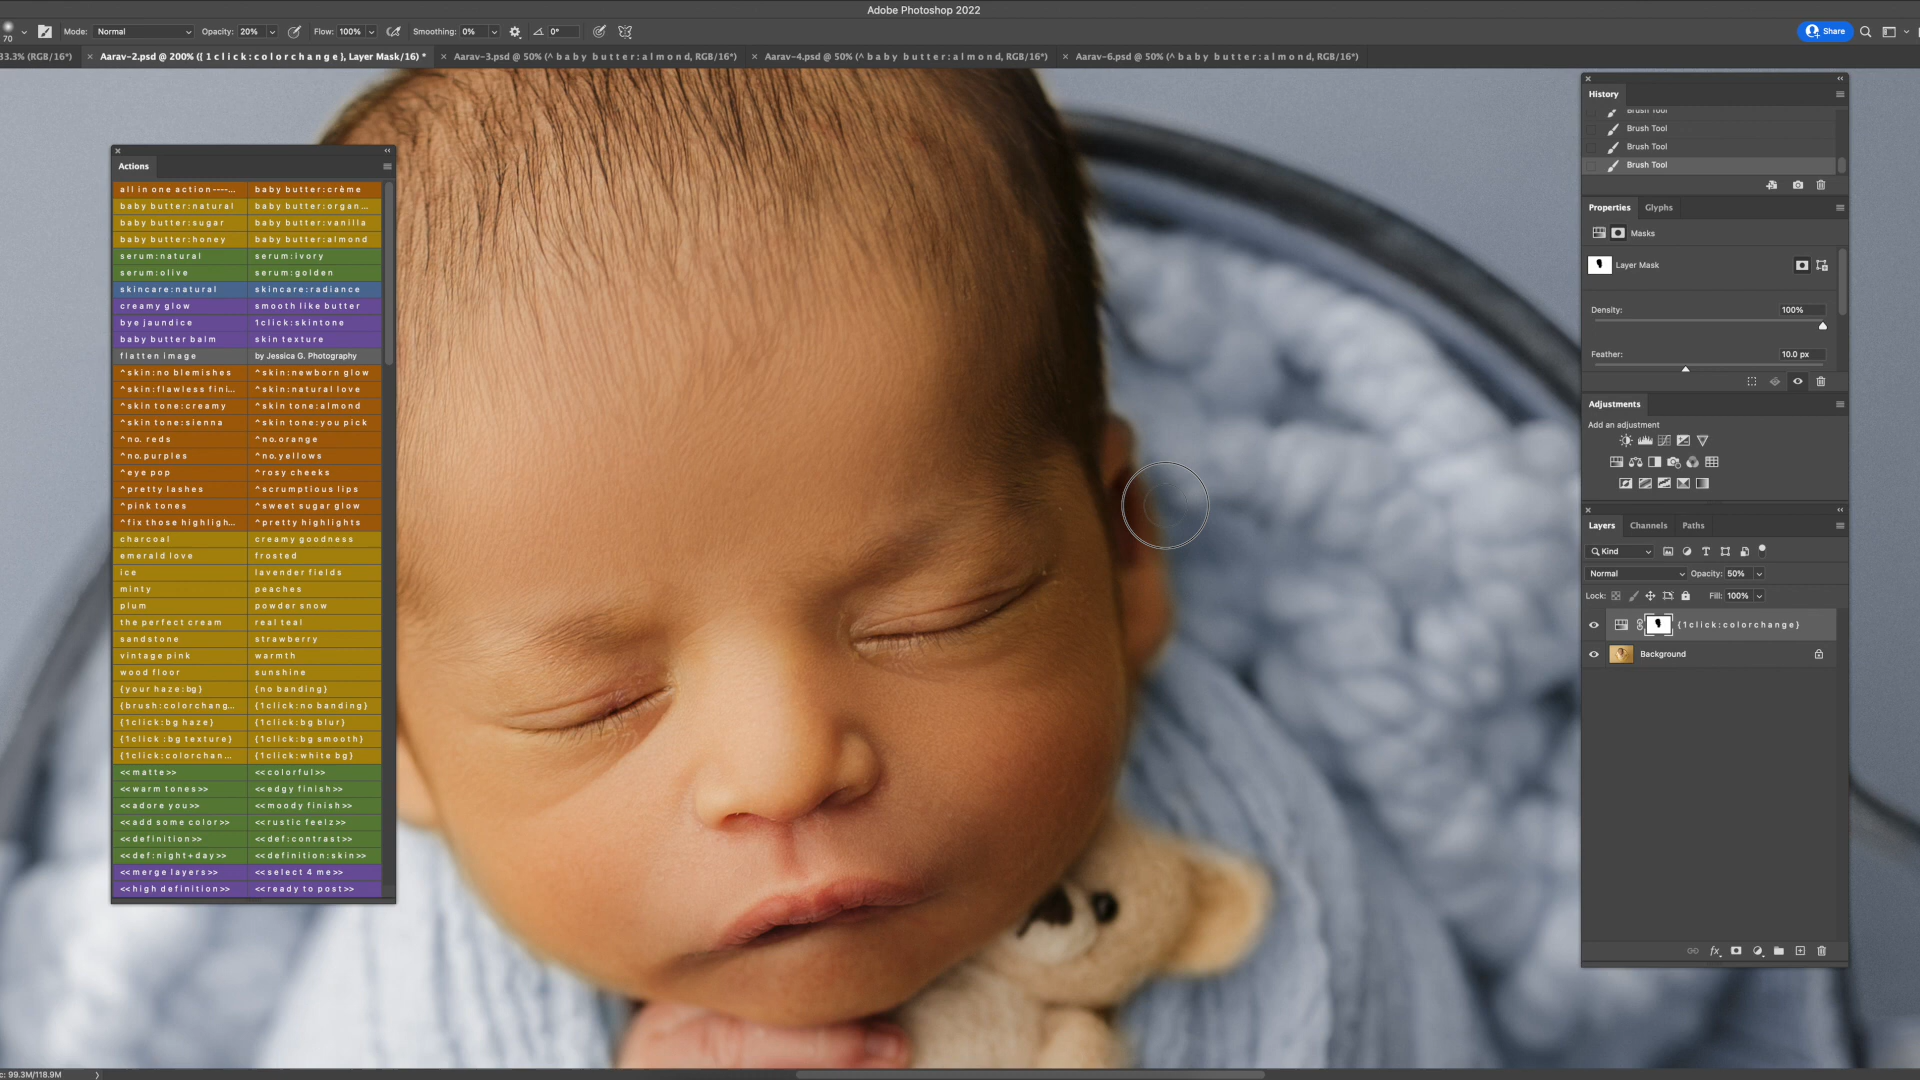 Adobe Photoshop 2022
70 Mode: Normal Opacity: 20% Flow: 100% Smoothing: 0% 0° Share
33.3% (RGB/16*) × Aarav-2.psd @ 200% ({ 1 c l i c k : c o l o r c h a n g e }, Layer Mask/16) * × Aarav-3.psd @ 50% (^ b a b y b u t t e r : a l m o n d, RGB/16*) × Aarav-4.psd @ 50% (^ b a b y b u t t e r : a l m o n d, RGB/16*) × Aarav-6.psd @ 50% (^ b a b y b u t t e r : a l m o n d, RGB/16*)
Actions
all in one action----... baby butter:crème
baby butter:natural baby butter:organ...
baby butter:sugar baby butter:vanilla
baby butter:honey baby butter:almond
serum:natural serum:ivory
serum:olive serum:golden
skincare:natural skincare:radiance
creamy glow smooth like butter
bye jaundice 1click:skintone
baby butter balm skin texture
flatten image by Jessica G. Photography
^skin:no blemishes ^skin:newborn glow
^skin:flawless fini... ^skin:natural love
^skin tone:creamy ^skin tone:almond
^skin tone:sienna ^skin tone:you pick
^no. reds ^no.orange
^no.purples ^no.yellows
^eye pop ^rosy cheeks
^pretty lashes ^scrumptious lips
^pink tones ^sweet sugar glow
^fix those highligh... ^pretty highlights
charcoal creamy goodness
emerald love frosted
ice lavender fields
minty peaches
plum powder snow
the perfect cream real teal
sandstone strawberry
vintage pink warmth
wood floor sunshine
{your haze:bg} {no banding}
{brush:colorchang... {1click:no banding}
{1click:bg haze} {1click:bg blur}
{1click :bg texture} {1click:bg smooth}
{1click:colorchan... {1click:white bg}
<<matte>> <<colorful>>
<<warm tones>> <<edgy finish>>
<<adore you>> <<moody finish>>
<<add some color>> <<rustic feelz>>
<<definition>> <<def:contrast>>
<<def:night+day>> <<definition:skin>>
<<merge layers>> <<select 4 me>>
<<high definition>> <<ready to post>>
History
Brush Tool
Brush Tool
Brush Tool
Brush Tool
Properties Glyphs
Masks
Layer Mask
Density: 100%
Feather: 10.0 px
Adjustments
Add an adjustment
Layers Channels Paths
Kind
Normal Opacity: 50%
Lock: Fill: 100%
{1click:colorchange}
Background
c: 99.3M/118.9M